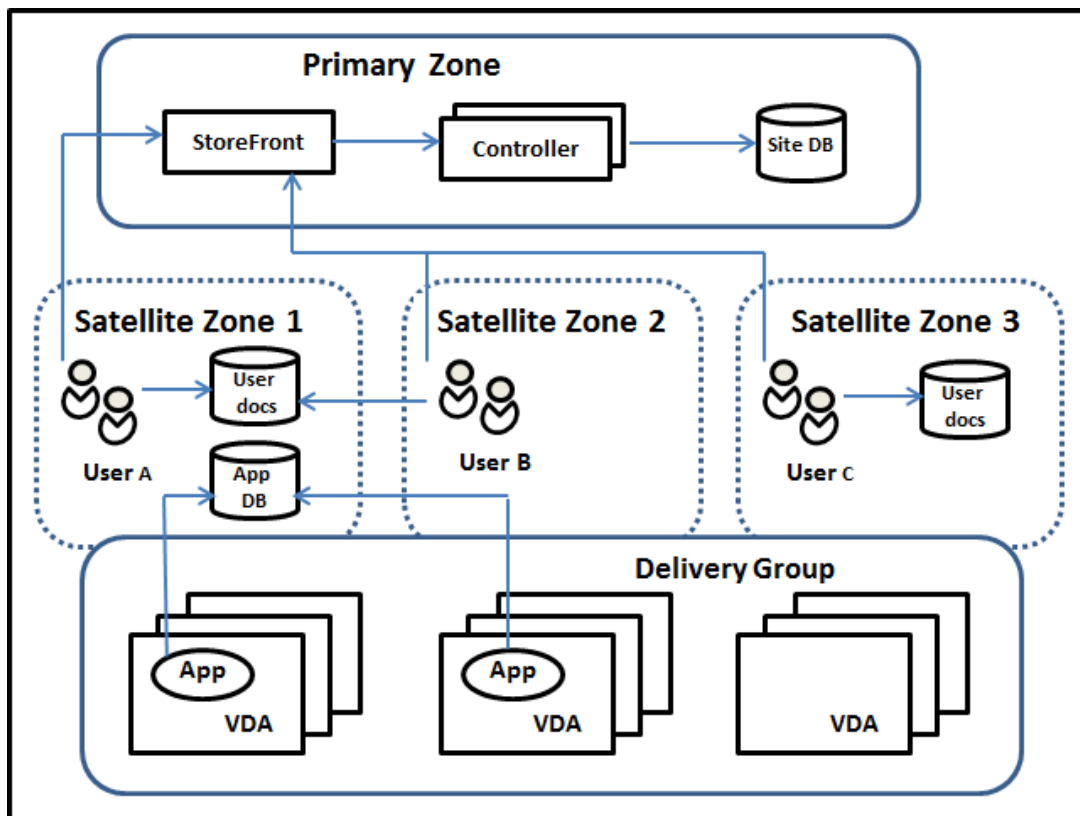 Primary Zone
StoreFront
Controller
Site DB
Satellite Zone 1
Satellite Zone 2
Satellite Zone 3
User
docs
User
docs
User A
User B
User C
App
DB
Delivery Group
App
VDA
App
VDA
VDA